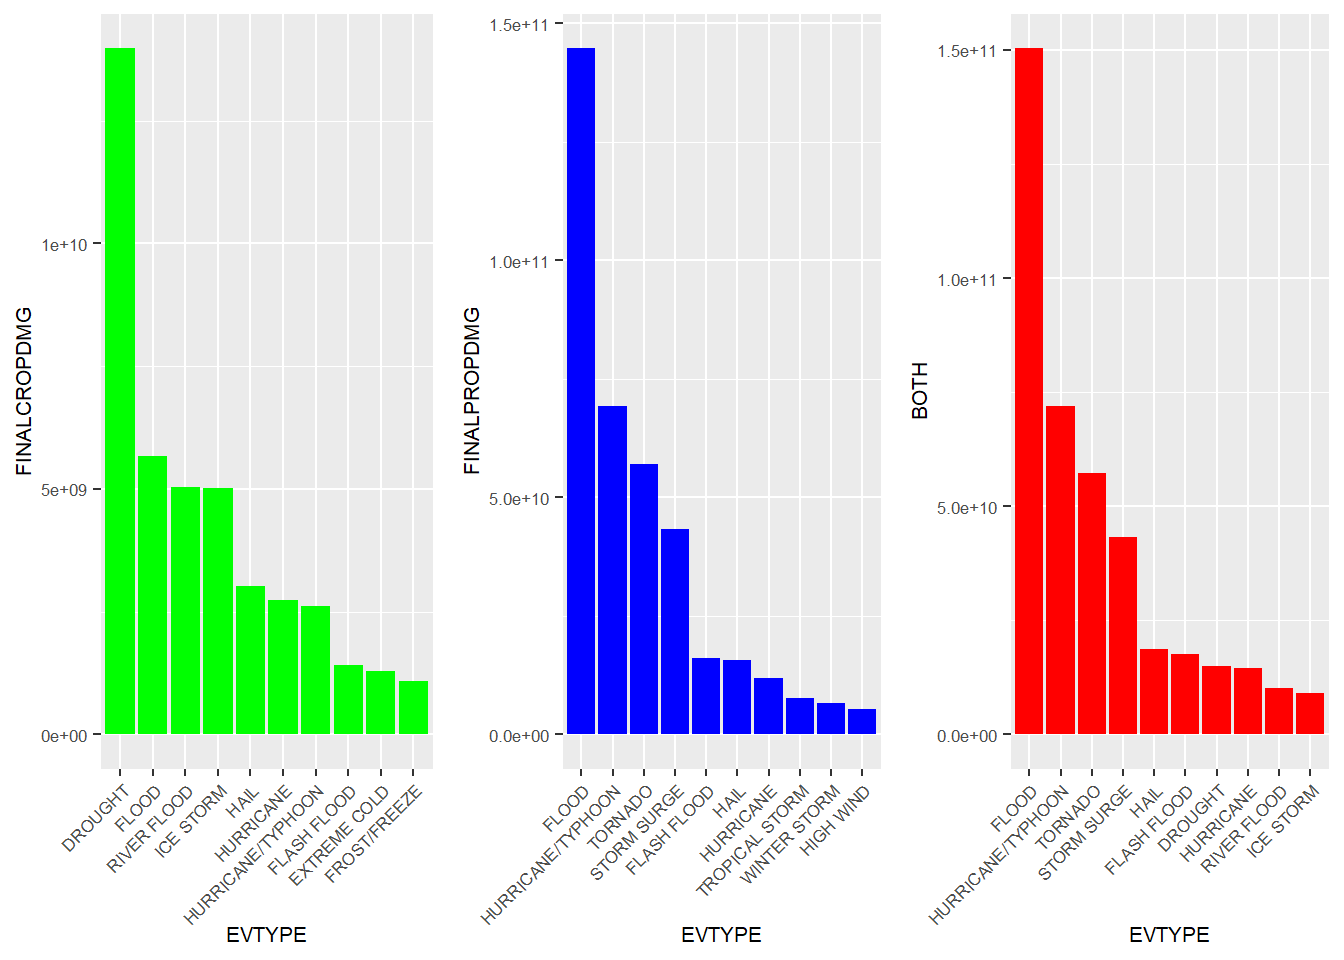 FINALCROPDMG
1e+10
5e+09
0e+00
DROUGHT
FLOOD
RIVER FLOOD
ICE STORM
HAIL
HURRICANE
HURRICANE/TYPHOON
FLASH FLOOD
EXTREME COLD
FROST/FREEZE
EVTYPE
FINALPROPDMG
1.5e+11
1.0e+11
5.0e+10
0.0e+00
FLOOD
HURRICANE/TYPHOON
TORNADO
STORM SURGE
FLASH FLOOD
HAIL
HURRICANE
TROPICAL STORM
WINTER STORM
HIGH WIND
EVTYPE
BOTH
1.5e+11
1.0e+11
5.0e+10
0.0e+00
FLOOD
HURRICANE/TYPHOON
TORNADO
STORM SURGE
HAIL
FLASH FLOOD
DROUGHT
HURRICANE
RIVER FLOOD
ICE STORM
EVTYPE